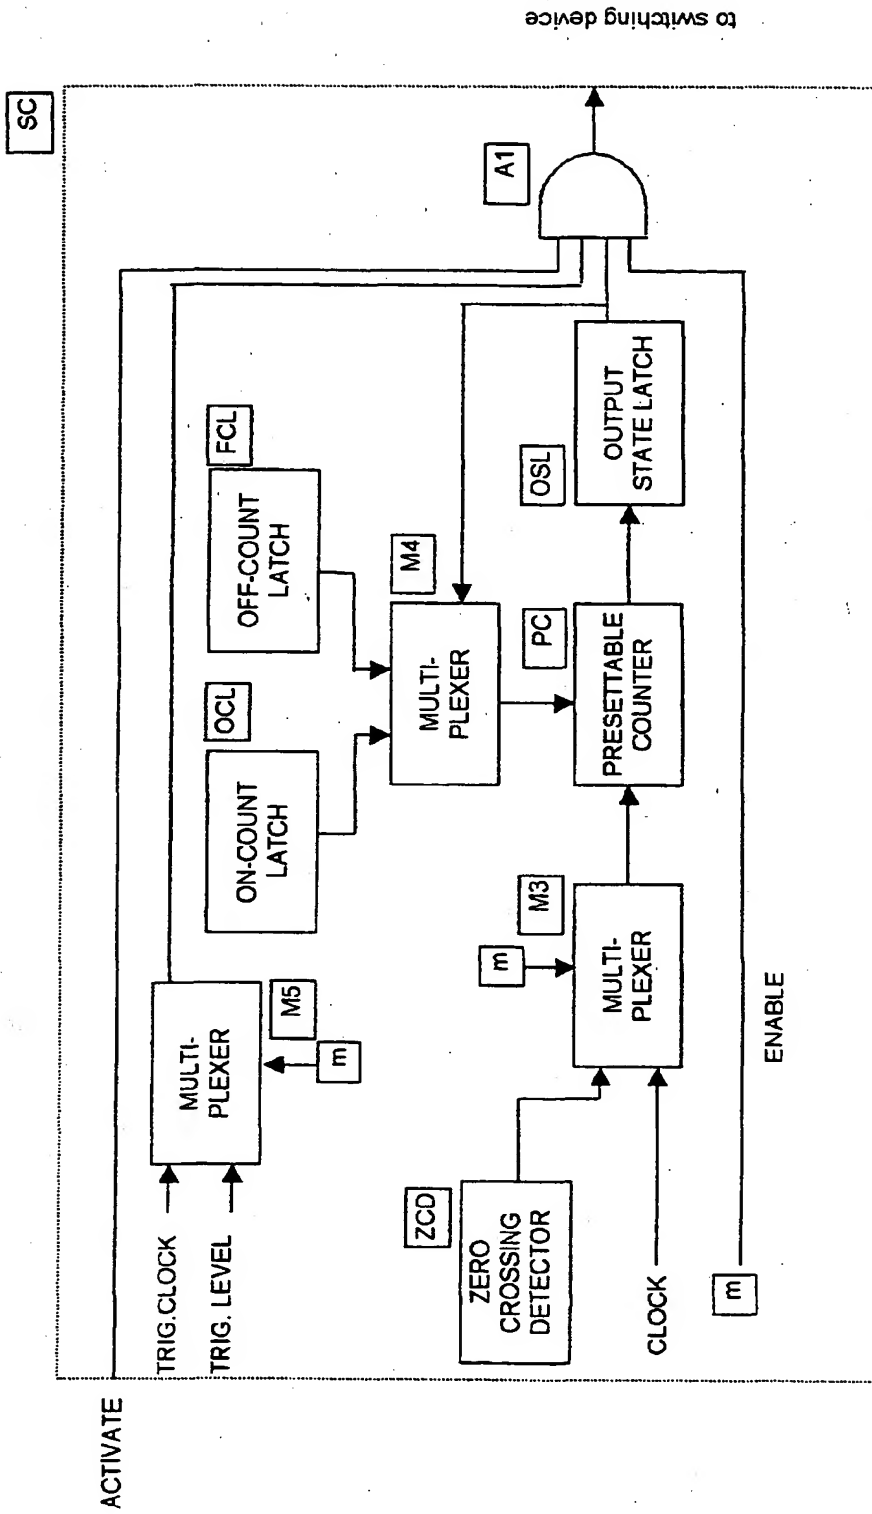 SC
ACTIVATE
TRIG.CLOCK
TRIG. LEVEL
MULTI-
PLEXER
M5
m
ON-COUNT
LATCH
OCL
OFF-COUNT
LATCH
FCL
MULTI-
PLEXER
M4
A1
to switching device
ZCD
ZERO
CROSSING
DETECTOR
CLOCK
m
MULTI-
PLEXER
M3
PRESETTABLE
COUNTER
PC
OUTPUT
STATE LATCH
OSL
m
ENABLE